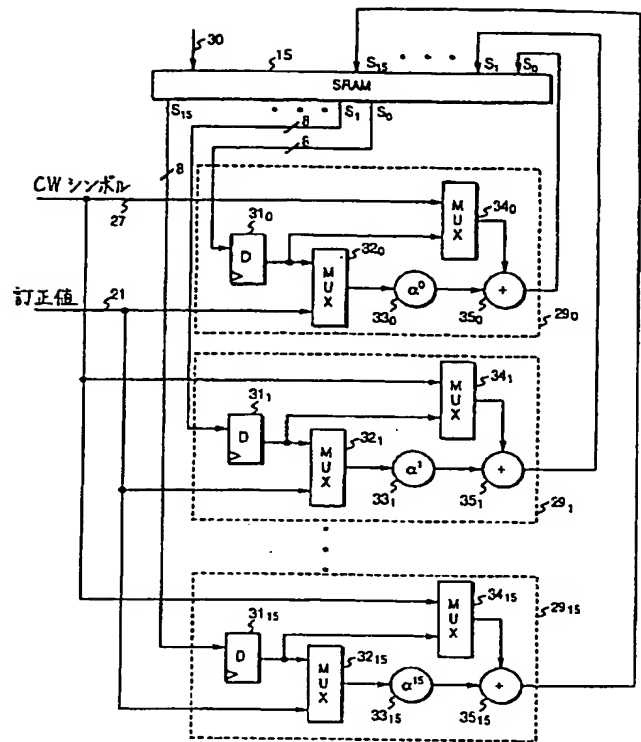 30
15
S₁₅ • • • S₁ S₀
SRAM
S₁₅ • • • S₁ S₀
8
8
8
CWシンボル
27
31₀
D
32₀
MUX
34₀
MUX
33₀
α⁰
35₀
+
29₀
訂正値
21
31₁
D
32₁
MUX
34₁
MUX
33₁
α¹
35₁
+
29₁
31₁₅
D
32₁₅
MUX
34₁₅
MUX
33₁₅
α¹⁵
35₁₅
+
29₁₅